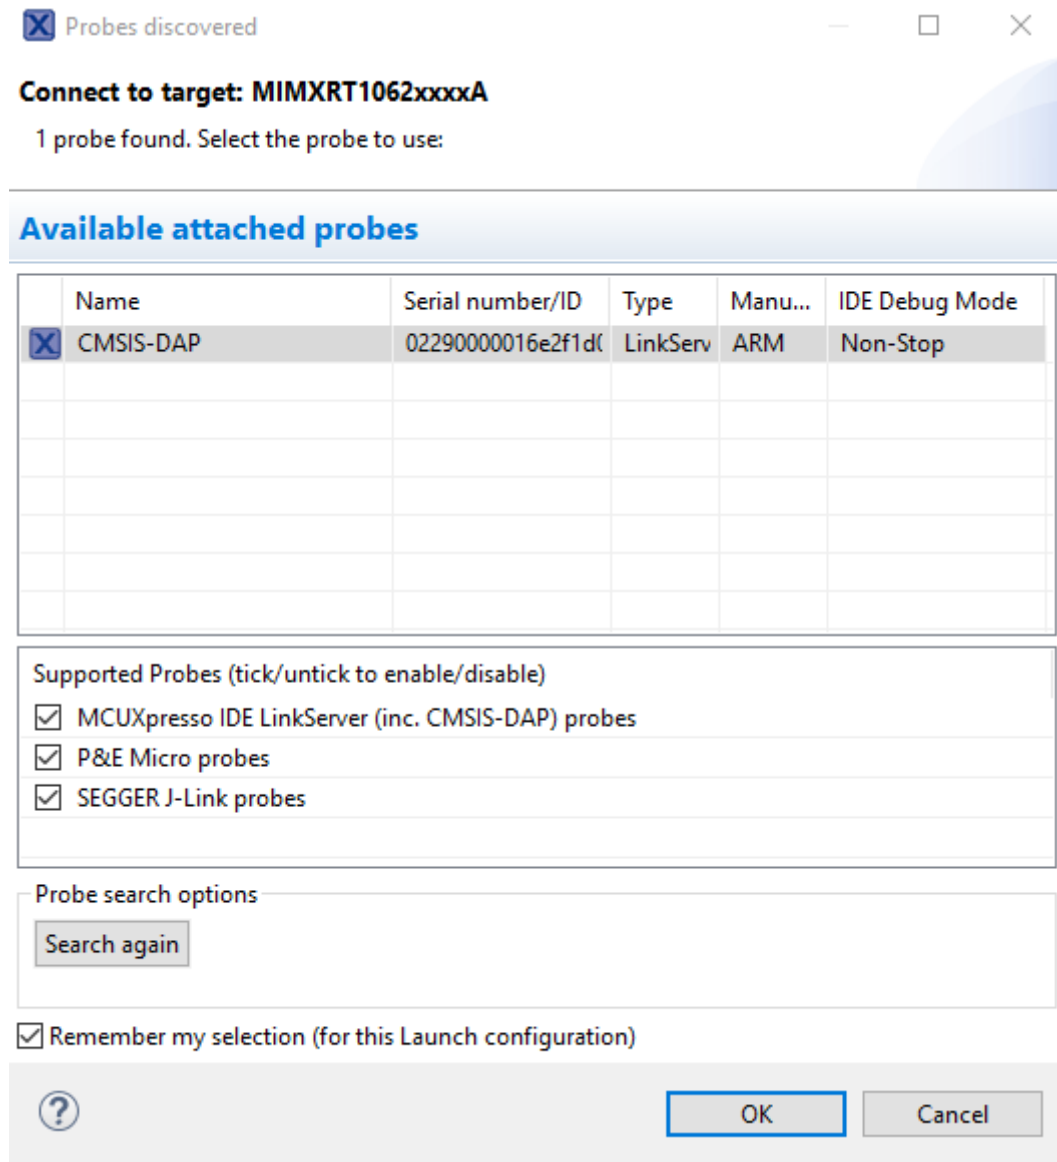 Probes discovered
Connect to target: MIMXRT1062xxxxA
1 probe found. Select the probe to use:
Available attached probes
Name Serial number/ID Type Manu... IDE Debug Mode
CMSIS-DAP 02290000016e2f1d0 LinkServ ARM Non-Stop
Supported Probes (tick/untick to enable/disable)
MCUXpresso IDE LinkServer (inc. CMSIS-DAP) probes
P&E Micro probes
SEGGER J-Link probes
Probe search options
Search again
Remember my selection (for this Launch configuration)
OK Cancel